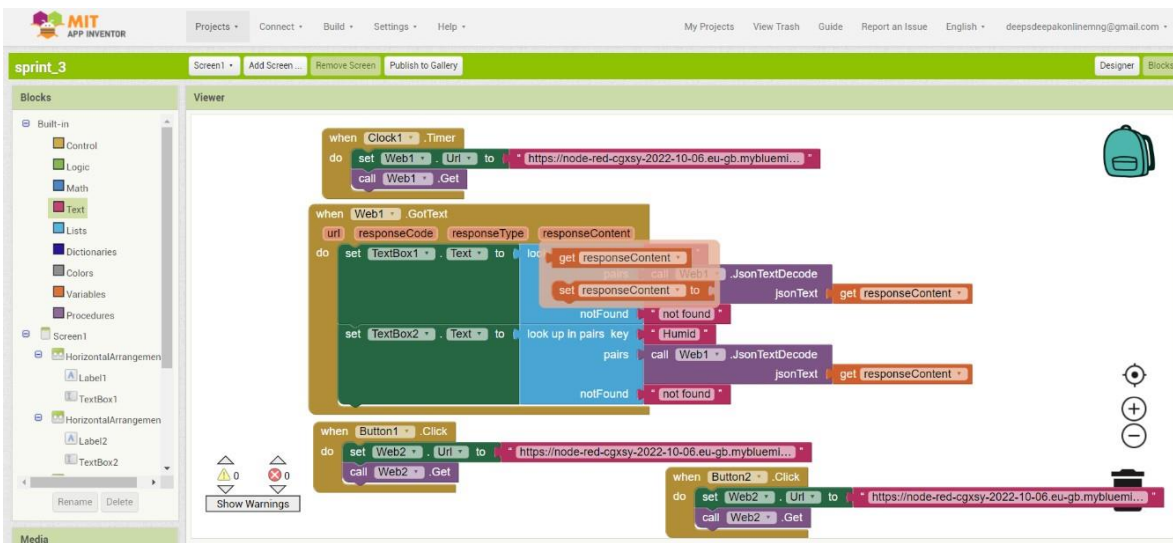 MIT
APP INVENTOR
Projects Connect Build Settings Help My Projects View Trash Guide Report an Issue English deepsdeepakonlinemng@gmail.com
sprint_3 Screen1 Add Screen ... Remove Screen Publish to Gallery Designer Blocks
Blocks
Viewer
Built-in
Control
Logic
Math
Text
Lists
Dictionaries
Colors
Variables
Procedures
Screen1
HorizontalArrangemen
Label1
TextBox1
HorizontalArrangemen
Label2
TextBox2
Rename Delete
Media
when Clock1 .Timer
do set Web1 . Url to " https://node-red-cgxsy-2022-10-06.eu-gb.mybluemi... "
call Web1 .Get
when Web1 .GotText
url responseCode responseType responseContent
do set TextBox1 . Text to
get responseContent
pairs call Web1 .JsonTextDecode
set responseContent to
jsonText get responseContent
notFound " not found "
set TextBox2 . Text to look up in pairs key " Humid "
pairs call Web1 .JsonTextDecode
jsonText get responseContent
notFound " not found "
when Button1 .Click
do set Web2 . Url to " https://node-red-cgxsy-2022-10-06.eu-gb.mybluemi... "
call Web2 .Get
when Button2 .Click
do set Web2 . Url to " https://node-red-cgxsy-2022-10-06.eu-gb.mybluemi... "
call Web2 .Get
0 0
Show Warnings